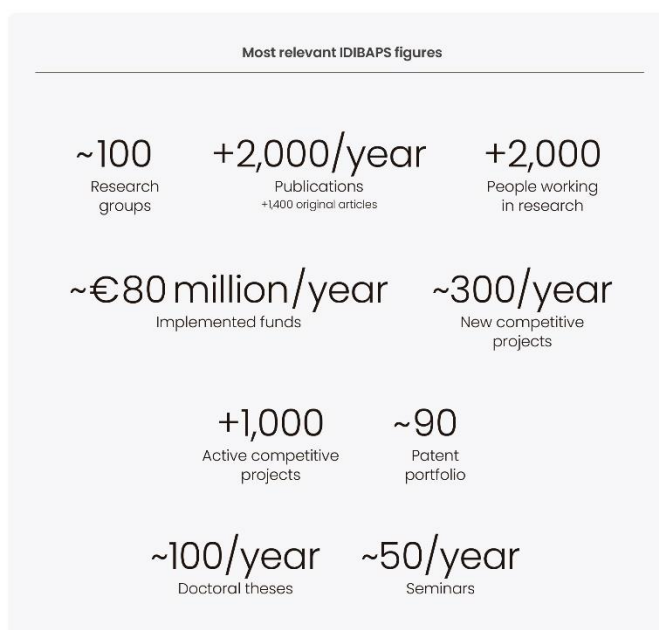 Most relevant IDIBAPS figures
~100
Research
groups
+2,000/year
Publications
+1,400 original articles
+2,000
People working
in research
~€80 million/year
Implemented funds
~300/year
New competitive
projects
+1,000
Active competitive
projects
~90
Patent
portfolio
~100/year
Doctoral theses
~50/year
Seminars